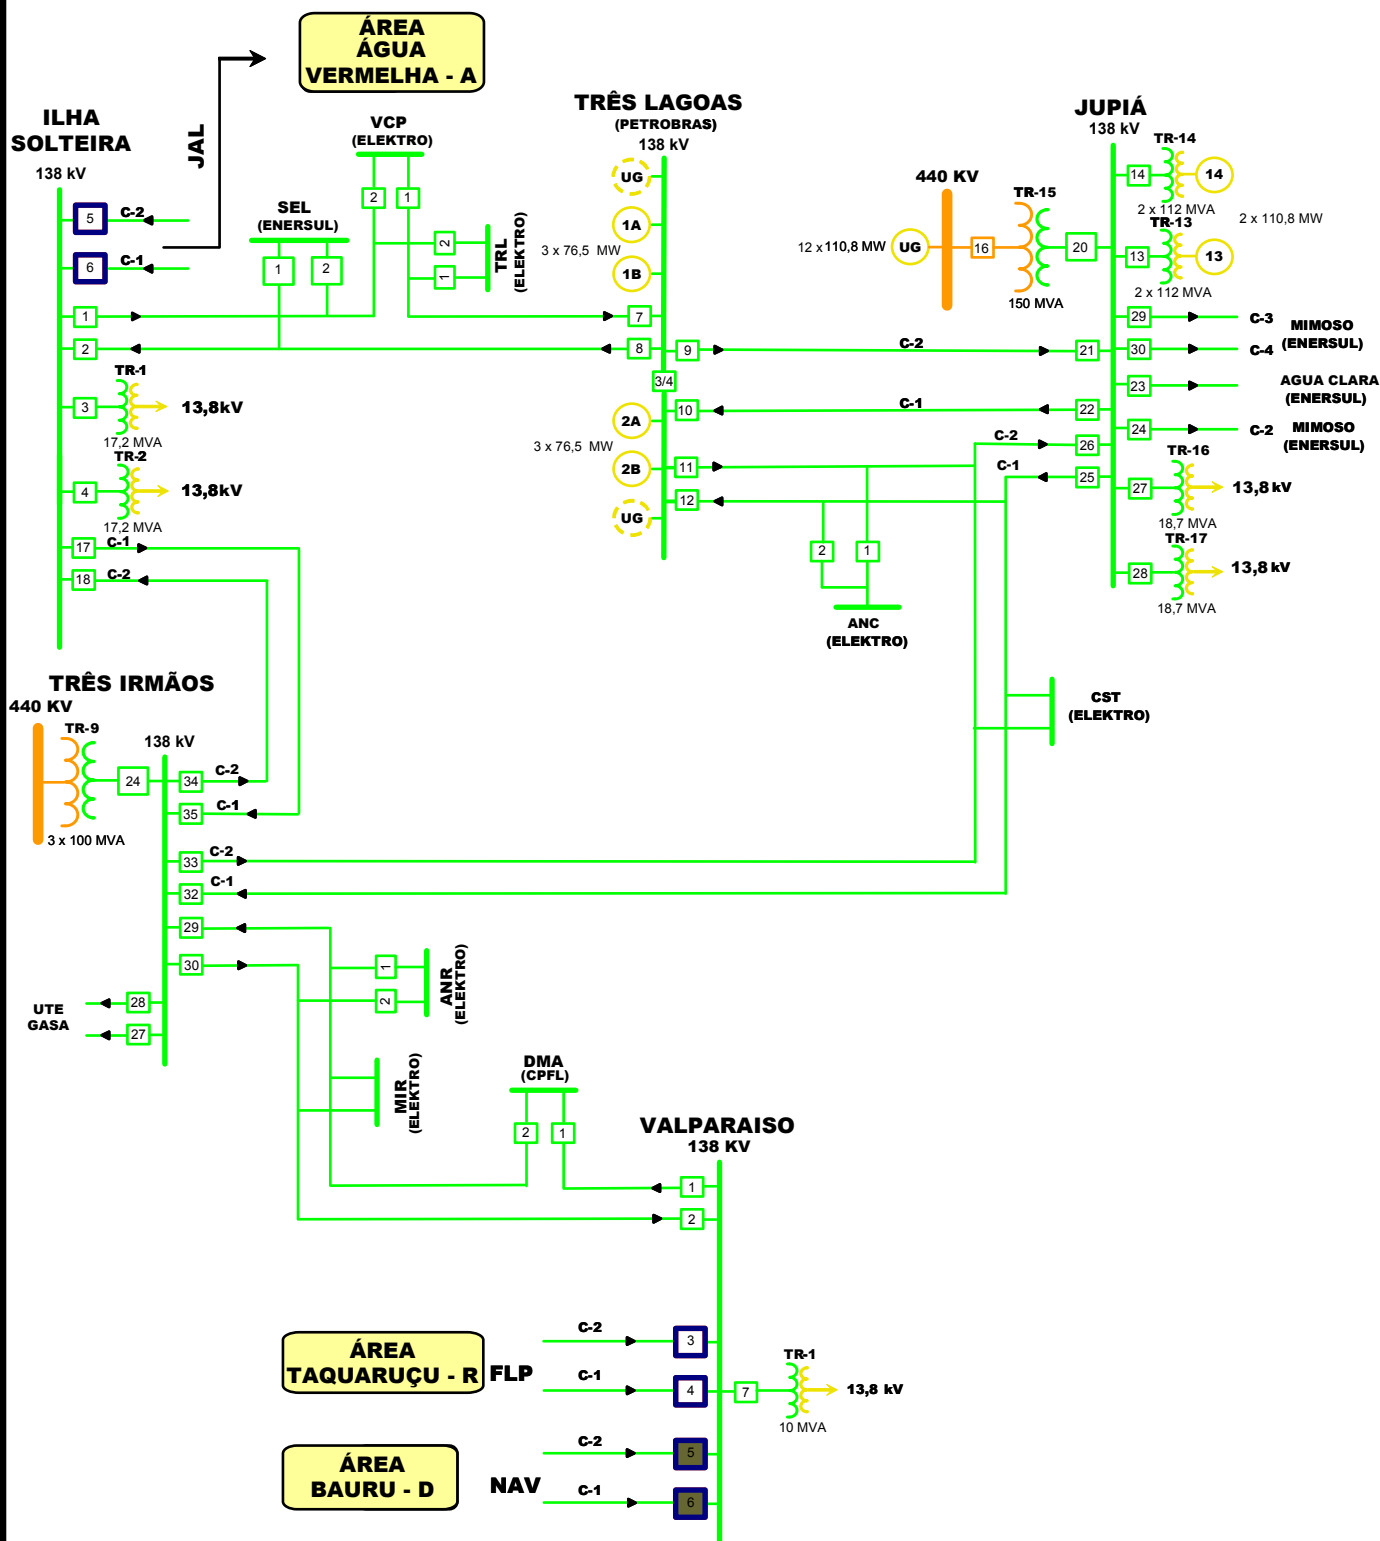 ÁREA
ÁGUA
VERMELHA - A
ILHA
SOLTEIRA
138 kV
JAL
5
C-2
6
C-1
1
2
3
TR-1
13,8kV
17,2 MVA
4
TR-2
13,8kV
17,2 MVA
17
C-1
18
C-2
SEL
(ENERSUL)
1
2
VCP
(ELEKTRO)
2
1
2
1
TRL
(ELEKTRO)
TRÊS LAGOAS
(PETROBRAS)
138 kV
UG
1A
3 x 76,5 MW
1B
7
8
9
3/4
10
2A
3 x 76,5 MW
2B
11
12
UG
C-2
C-1
C-2
C-1
2
1
ANC
(ELEKTRO)
CST
(ELEKTRO)
440 KV
TR-15
12 x 110,8 MW
UG
16
20
150 MVA
JUPIÁ
138 kV
TR-14
14
14
2 x 112 MVA
2 x 110,8 MW
TR-13
13
13
2 x 112 MVA
29
C-3
MIMOSO
(ENERSUL)
21
30
C-4
23
AGUA CLARA
(ENERSUL)
22
24
C-2
MIMOSO
(ENERSUL)
26
25
TR-16
27
13,8 kV
18,7 MVA
TR-17
28
13,8 kV
18,7 MVA
TRÊS IRMÃOS
440 KV
TR-9
138 kV
24
3 x 100 MVA
34
C-2
35
C-1
33
C-2
32
C-1
29
30
28
27
UTE
GASA
1
2
ANR
(ELEKTRO)
MIR
(ELEKTRO)
DMA
(CPFL)
2
1
VALPARAISO
138 KV
1
2
ÁREA
TAQUARUÇU - R
FLP
C-2
3
C-1
4
7
TR-1
13,8 kV
10 MVA
ÁREA
BAURU - D
NAV
C-2
5
C-1
6